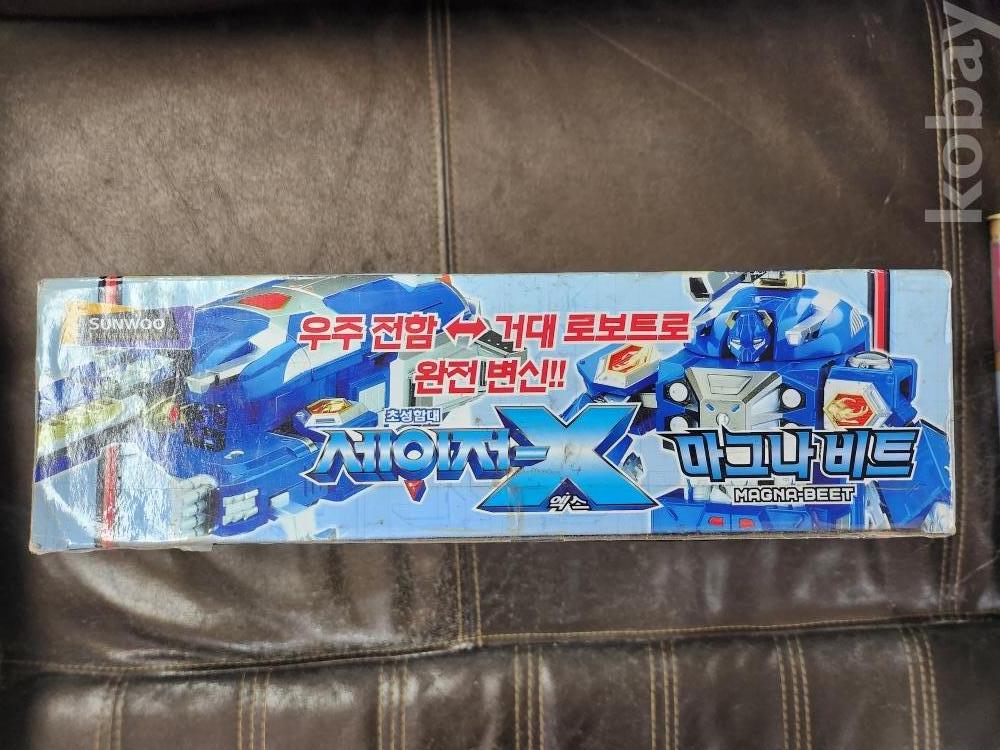 SUNWOO
우주 전함 ↔ 거대 로보트로
완전 변신!!
초성함대
세이저-X
엑스
마그나 비트
MAGNA-BEET
kobay